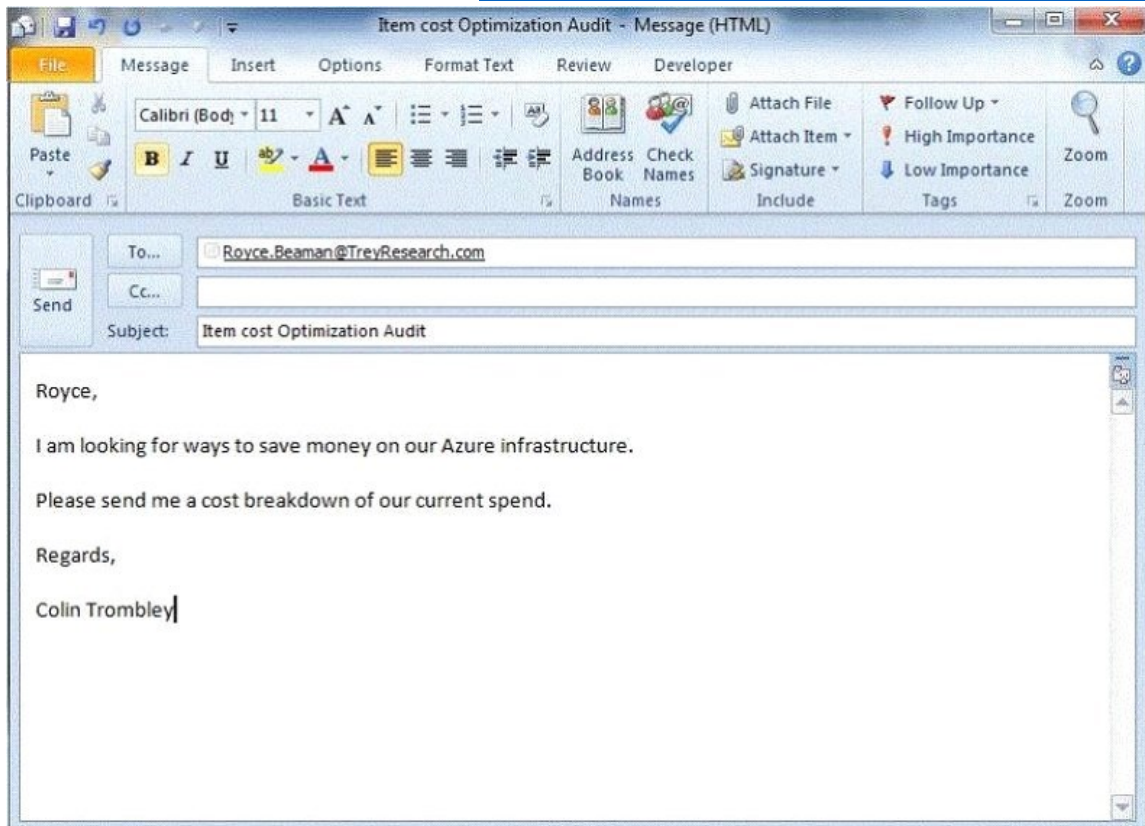 Item cost Optimization Audit - Message (HTML)
File Message Insert Options Format Text Review Developer
Calibri (Body 11 Attach File Follow Up
Attach Item High Importance
Paste B I U Address Check Signature Low Importance Zoom
Book Names
Clipboard Basic Text Names Include Tags Zoom
To... Royce.Beaman@TreyResearch.com
Send Cc...
Subject: Item cost Optimization Audit
Royce,
I am looking for ways to save money on our Azure infrastructure.
Please send me a cost breakdown of our current spend.
Regards,
Colin Trombley